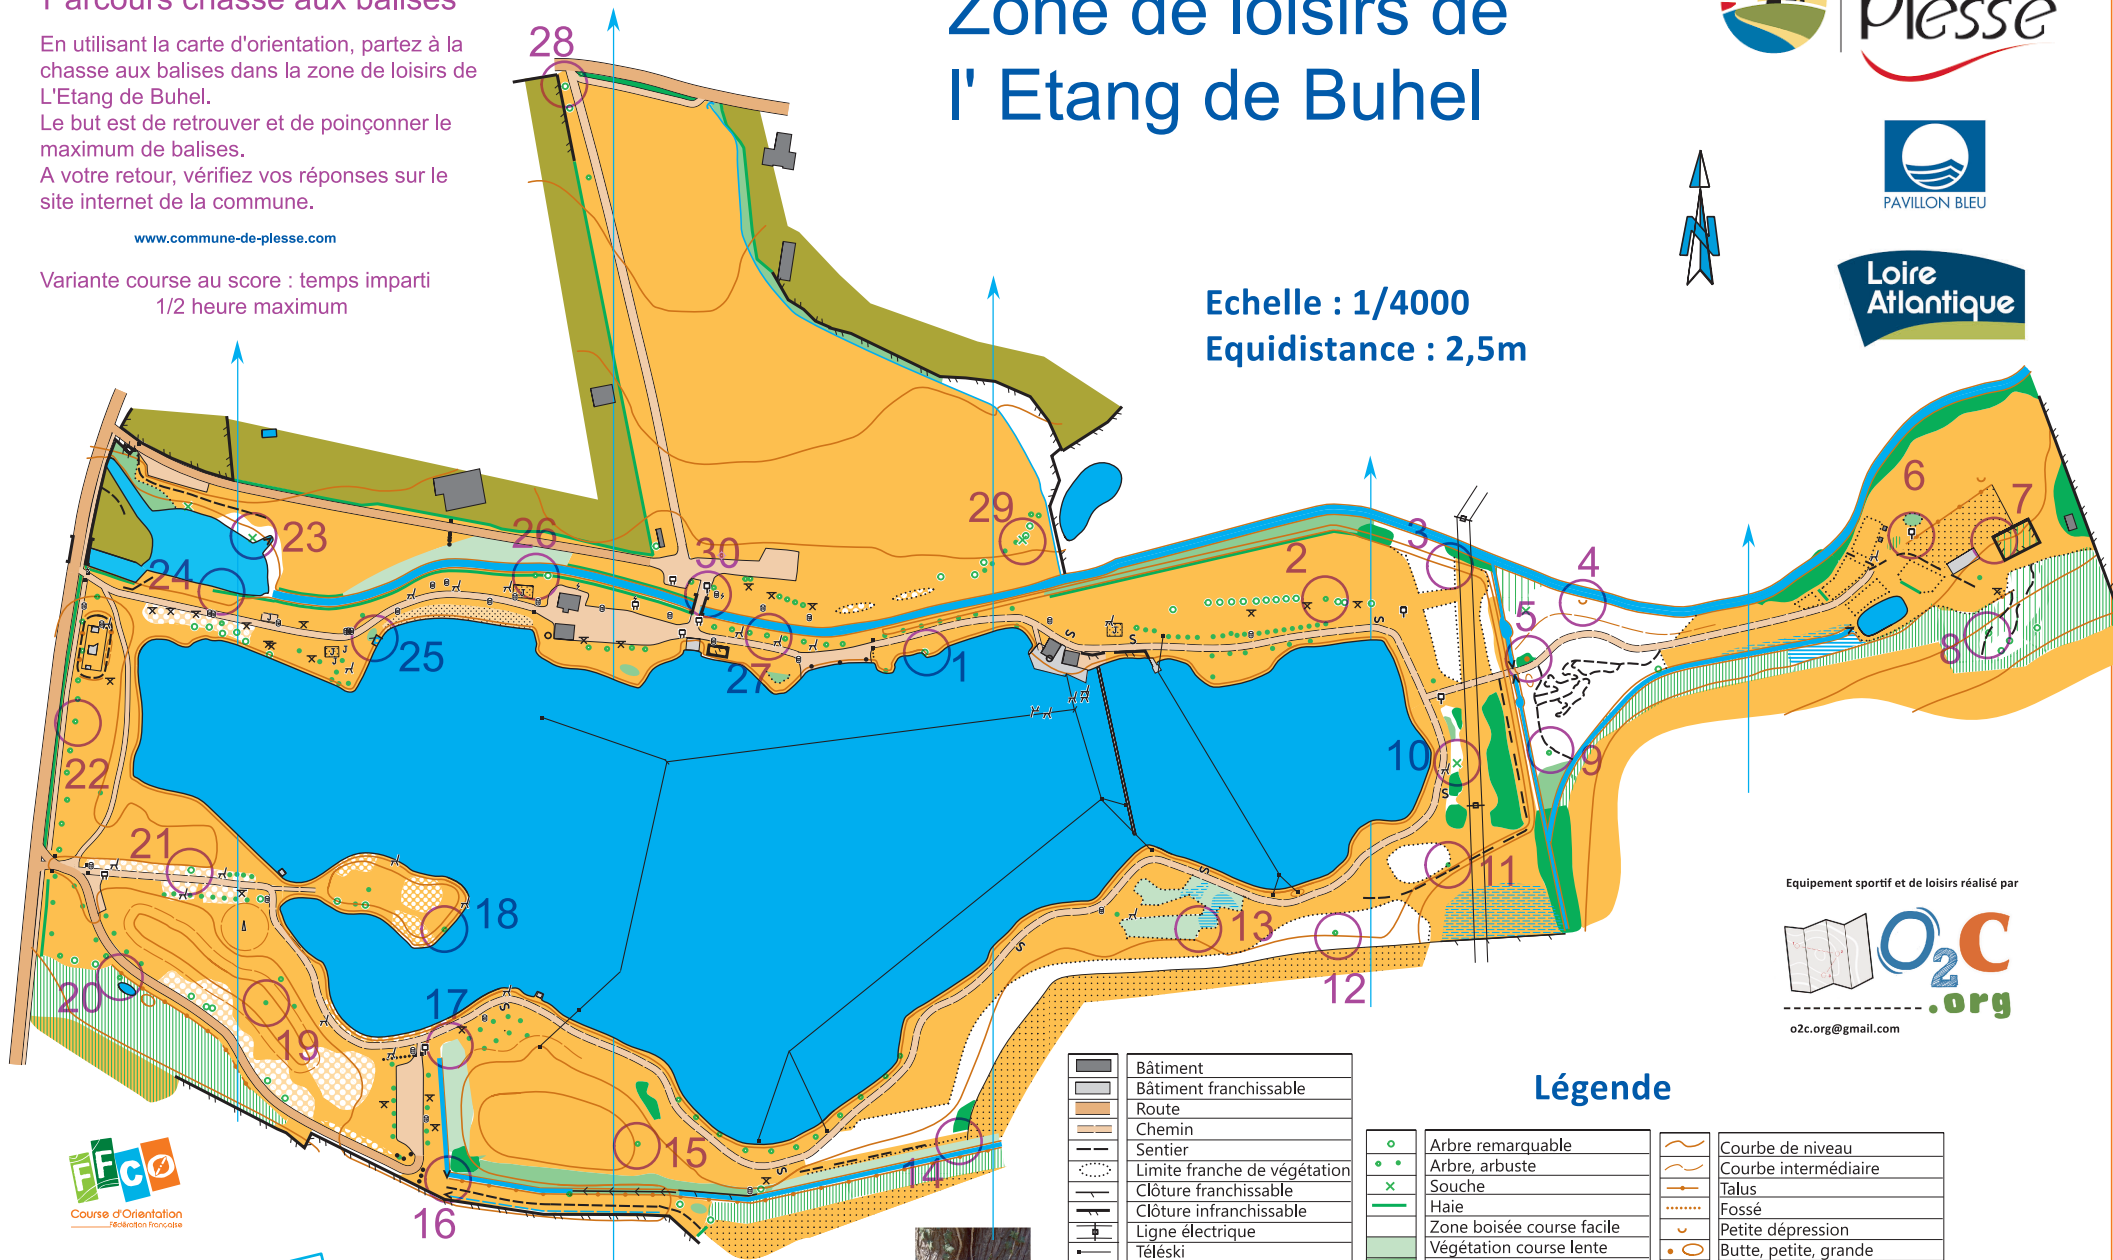 Parcours chasse aux balises
En utilisant la carte d'orientation, partez à la
chasse aux balises dans la zone de loisirs de
L'Etang de Buhel.
Le but est de retrouver et de poinçonner le
maximum de balises.
A votre retour, vérifiez vos réponses sur le
site internet de la commune.
www.commune-de-plesse.com
Variante course au score : temps imparti
1/2 heure maximum
Zone de loisirs de
l' Etang de Buhel
Plessé
PAVILLON BLEU
Loire
Atlantique
Echelle : 1/4000
Equidistance : 2,5m
N
28
29
26
30
23
24
25
27
1
2
3
4
5
6
7
8
9
10
11
12
13
14
15
16
17
18
19
20
21
22
Equipement sportif et de loisirs réalisé par
O2C
.org
o2c.org@gmail.com
FFCO
Course d'Orientation
Fédération Française
Légende
Bâtiment
Bâtiment franchissable
Route
Chemin
Sentier
Limite franche de végétation
Clôture franchissable
Clôture infranchissable
Ligne électrique
Téléski
Arbre remarquable
Arbre, arbuste
Souche
Haie
Zone boisée course facile
Végétation course lente
Courbe de niveau
Courbe intermédiaire
Talus
Fossé
Petite dépression
Butte, petite, grande